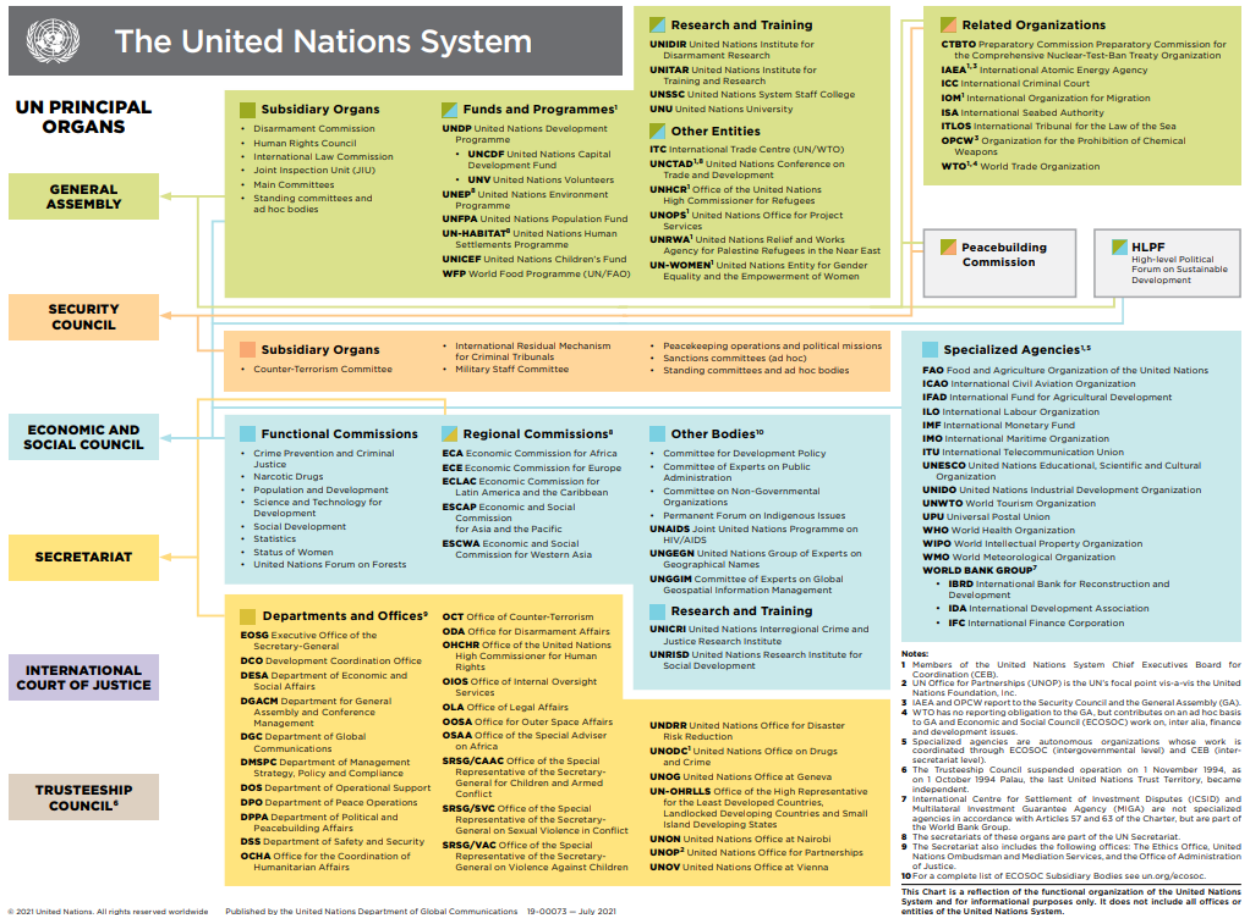 The United Nations System
UN PRINCIPAL
ORGANS
GENERAL
ASSEMBLY
SECURITY
COUNCIL
ECONOMIC AND
SOCIAL COUNCIL
SECRETARIAT
INTERNATIONAL
COURT OF JUSTICE
TRUSTEESHIP
COUNCIL⁶
Subsidiary Organs
• Disarmament Commission
• Human Rights Council
• International Law Commission
• Joint Inspection Unit (JIU)
• Main Committees
• Standing committees and
ad hoc bodies
Funds and Programmes¹
UNDP United Nations Development
Programme
• UNCDF United Nations Capital
Development Fund
• UNV United Nations Volunteers
UNEP⁸ United Nations Environment
Programme
UNFPA United Nations Population Fund
UN-HABITAT⁸ United Nations Human
Settlements Programme
UNICEF United Nations Children's Fund
WFP World Food Programme (UN/FAO)
Research and Training
UNIDIR United Nations Institute for
Disarmament Research
UNITAR United Nations Institute for
Training and Research
UNSSC United Nations System Staff College
UNU United Nations University
Other Entities
ITC International Trade Centre (UN/WTO)
UNCTAD¹,⁸ United Nations Conference on
Trade and Development
UNHCR¹ Office of the United Nations
High Commissioner for Refugees
UNOPS¹ United Nations Office for Project
Services
UNRWA¹ United Nations Relief and Works
Agency for Palestine Refugees in the Near East
UN-WOMEN¹ United Nations Entity for Gender
Equality and the Empowerment of Women
Related Organizations
CTBTO Preparatory Commission Preparatory Commission for
the Comprehensive Nuclear-Test-Ban Treaty Organization
IAEA¹,³ International Atomic Energy Agency
ICC International Criminal Court
IOM¹ International Organization for Migration
ISA International Seabed Authority
ITLOS International Tribunal for the Law of the Sea
OPCW³ Organization for the Prohibition of Chemical
Weapons
WTO¹,⁴ World Trade Organization
Peacebuilding
Commission
HLPF
High-level Political
Forum on Sustainable
Development
Subsidiary Organs
• Counter-Terrorism Committee
• International Residual Mechanism
for Criminal Tribunals
• Military Staff Committee
• Peacekeeping operations and political missions
• Sanctions committees (ad hoc)
• Standing committees and ad hoc bodies
Functional Commissions
• Crime Prevention and Criminal
Justice
• Narcotic Drugs
• Population and Development
• Science and Technology for
Development
• Social Development
• Statistics
• Status of Women
• United Nations Forum on Forests
Regional Commissions⁸
ECA Economic Commission for Africa
ECE Economic Commission for Europe
ECLAC Economic Commission for
Latin America and the Caribbean
ESCAP Economic and Social
Commission
for Asia and the Pacific
ESCWA Economic and Social
Commission for Western Asia
Other Bodies¹⁰
• Committee for Development Policy
• Committee of Experts on Public
Administration
• Committee on Non-Governmental
Organizations
• Permanent Forum on Indigenous Issues
UNAIDS Joint United Nations Programme on
HIV/AIDS
UNGEGN United Nations Group of Experts on
Geographical Names
UNGGIM Committee of Experts on Global
Geospatial Information Management
Research and Training
UNICRI United Nations Interregional Crime and
Justice Research Institute
UNRISD United Nations Research Institute for
Social Development
Specialized Agencies¹,⁵
FAO Food and Agriculture Organization of the United Nations
ICAO International Civil Aviation Organization
IFAD International Fund for Agricultural Development
ILO International Labour Organization
IMF International Monetary Fund
IMO International Maritime Organization
ITU International Telecommunication Union
UNESCO United Nations Educational, Scientific and Cultural
Organization
UNIDO United Nations Industrial Development Organization
UNWTO World Tourism Organization
UPU Universal Postal Union
WHO World Health Organization
WIPO World Intellectual Property Organization
WMO World Meteorological Organization
WORLD BANK GROUP⁷
• IBRD International Bank for Reconstruction and
Development
• IDA International Development Association
• IFC International Finance Corporation
Departments and Offices⁹
EOSG Executive Office of the
Secretary-General
DCO Development Coordination Office
DESA Department of Economic and
Social Affairs
DGACM Department for General
Assembly and Conference
Management
DGC Department of Global
Communications
DMSPC Department of Management
Strategy, Policy and Compliance
DOS Department of Operational Support
DPO Department of Peace Operations
DPPA Department of Political and
Peacebuilding Affairs
DSS Department of Safety and Security
OCHA Office for the Coordination of
Humanitarian Affairs
OCT Office of Counter-Terrorism
ODA Office for Disarmament Affairs
OHCHR Office of the United Nations
High Commissioner for Human
Rights
OIOS Office of Internal Oversight
Services
OLA Office of Legal Affairs
OOSA Office for Outer Space Affairs
OSAA Office of the Special Adviser
on Africa
SRSG/CAAC Office of the Special
Representative of the Secretary-
General for Children and Armed
Conflict
SRSG/SVC Office of the Special
Representative of the Secretary-
General on Sexual Violence in Conflict
SRSG/VAC Office of the Special
Representative of the Secretary-
General on Violence Against Children
UNDRR United Nations Office for Disaster
Risk Reduction
UNODC¹ United Nations Office on Drugs
and Crime
UNOG United Nations Office at Geneva
UN-OHRLLS Office of the High Representative
for the Least Developed Countries,
Landlocked Developing Countries and Small
Island Developing States
UNON United Nations Office at Nairobi
UNOP² United Nations Office for Partnerships
UNOV United Nations Office at Vienna
Notes:
1 Members of the United Nations System Chief Executives Board for
Coordination (CEB).
2 UN Office for Partnerships (UNOP) is the UN's focal point vis-a-vis the United
Nations Foundation, Inc.
3 IAEA and OPCW report to the Security Council and the General Assembly (GA).
4 WTO has no reporting obligation to the GA, but contributes on an ad hoc basis
to GA and Economic and Social Council (ECOSOC) work on, inter alia, finance
and development issues.
5 Specialized agencies are autonomous organizations whose work is
coordinated through ECOSOC (intergovernmental level) and CEB (inter-
secretariat level).
6 The Trusteeship Council suspended operation on 1 November 1994, as
on 1 October 1994 Palau, the last United Nations Trust Territory, became
independent.
7 International Centre for Settlement of Investment Disputes (ICSID) and
Multilateral Investment Guarantee Agency (MIGA) are not specialized
agencies in accordance with Articles 57 and 63 of the Charter, but are part of
the World Bank Group.
8 The secretariats of these organs are part of the UN Secretariat.
9 The Secretariat also includes the following offices: The Ethics Office, United
Nations Ombudsman and Mediation Services, and the Office of Administration
of Justice.
10 For a complete list of ECOSOC Subsidiary Bodies see un.org/ecosoc.
This Chart is a reflection of the functional organization of the United Nations
System and for informational purposes only. It does not include all offices or
entities of the United Nations System.
© 2021 United Nations. All rights reserved worldwide
Published by the United Nations Department of Global Communications 19-00073 — July 2021